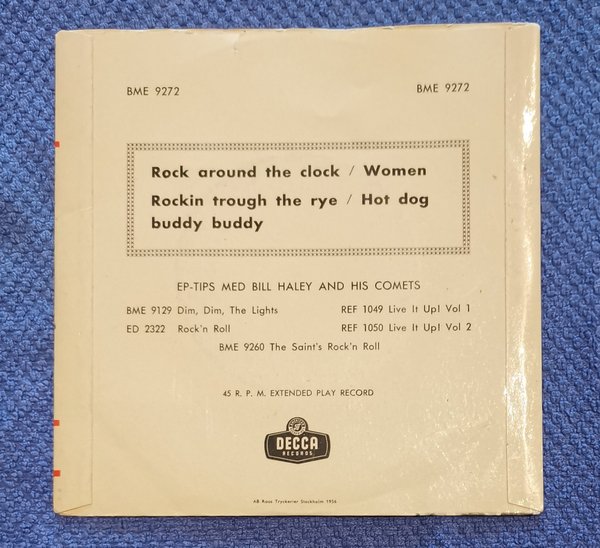 BME 9272 BME 9272
Rock around the clock / Women
Rockin trough the rye / Hot dog
buddy buddy
EP-TIPS MED BILL HALEY AND HIS COMETS
BME 9129 Dim, Dim, The Lights REF 1049 Live It Up! Vol 1
ED 2322 Rock'n Roll REF 1050 Live It Up! Vol 2
BME 9260 The Saint's Rock'n Roll
45 R. P. M. EXTENDED PLAY RECORD
DECCA
RECORDS
AB Roos Tryckerier Stockholm 1956